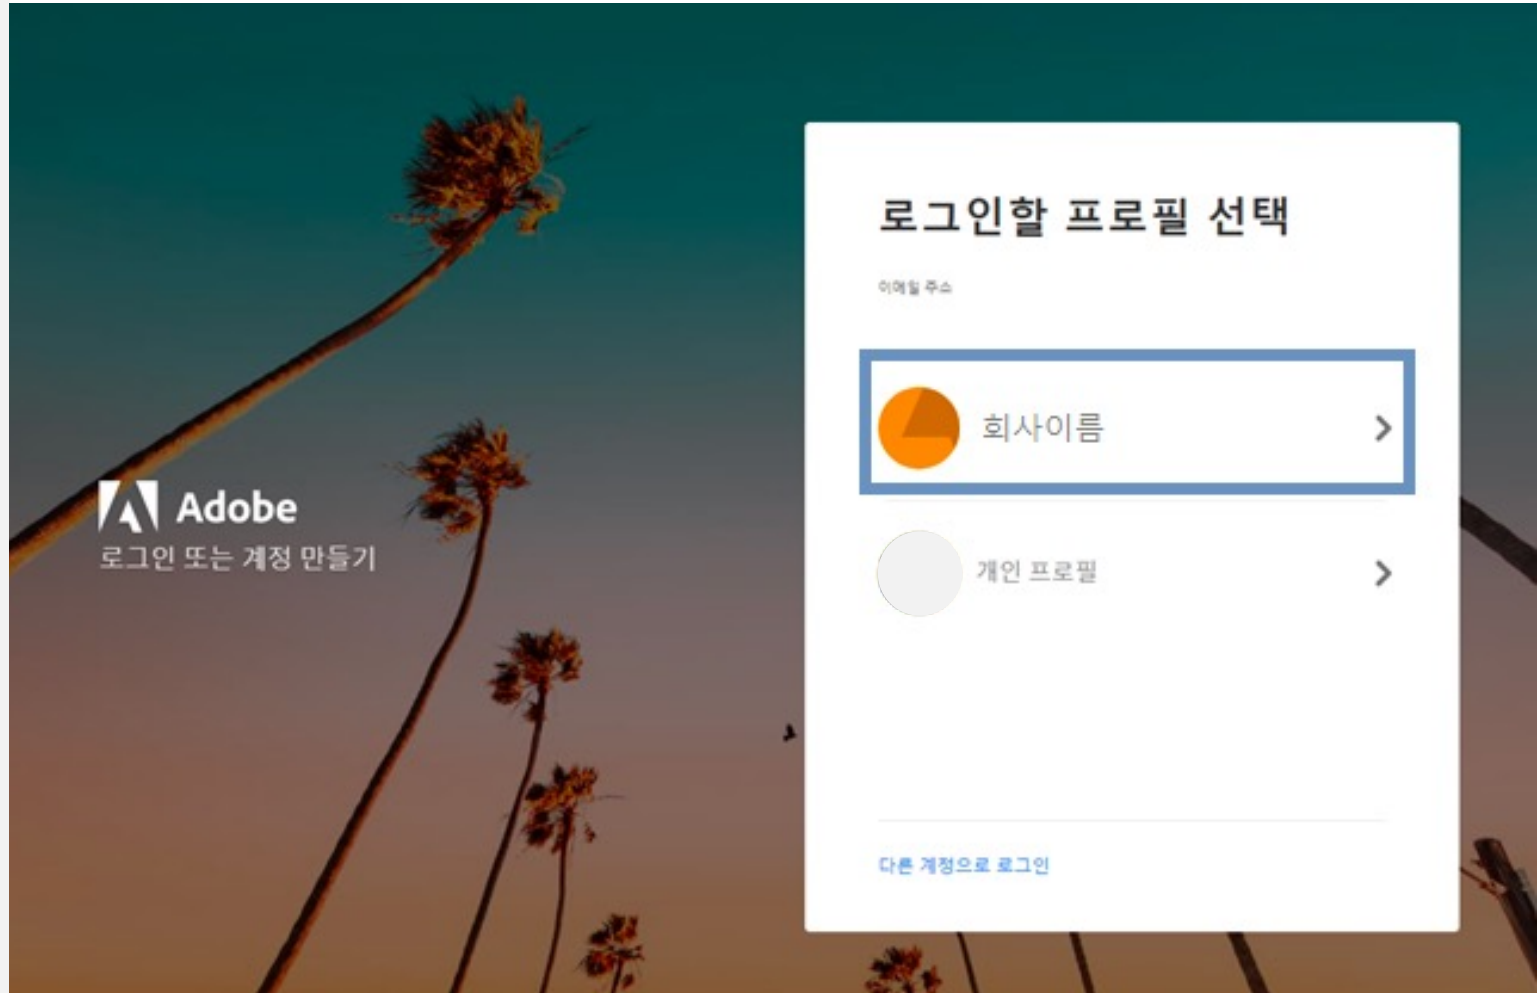 Adobe
로그인 또는 계정 만들기
로그인할 프로필 선택
이메일 주소
회사이름
개인 프로필
다른 계정으로 로그인